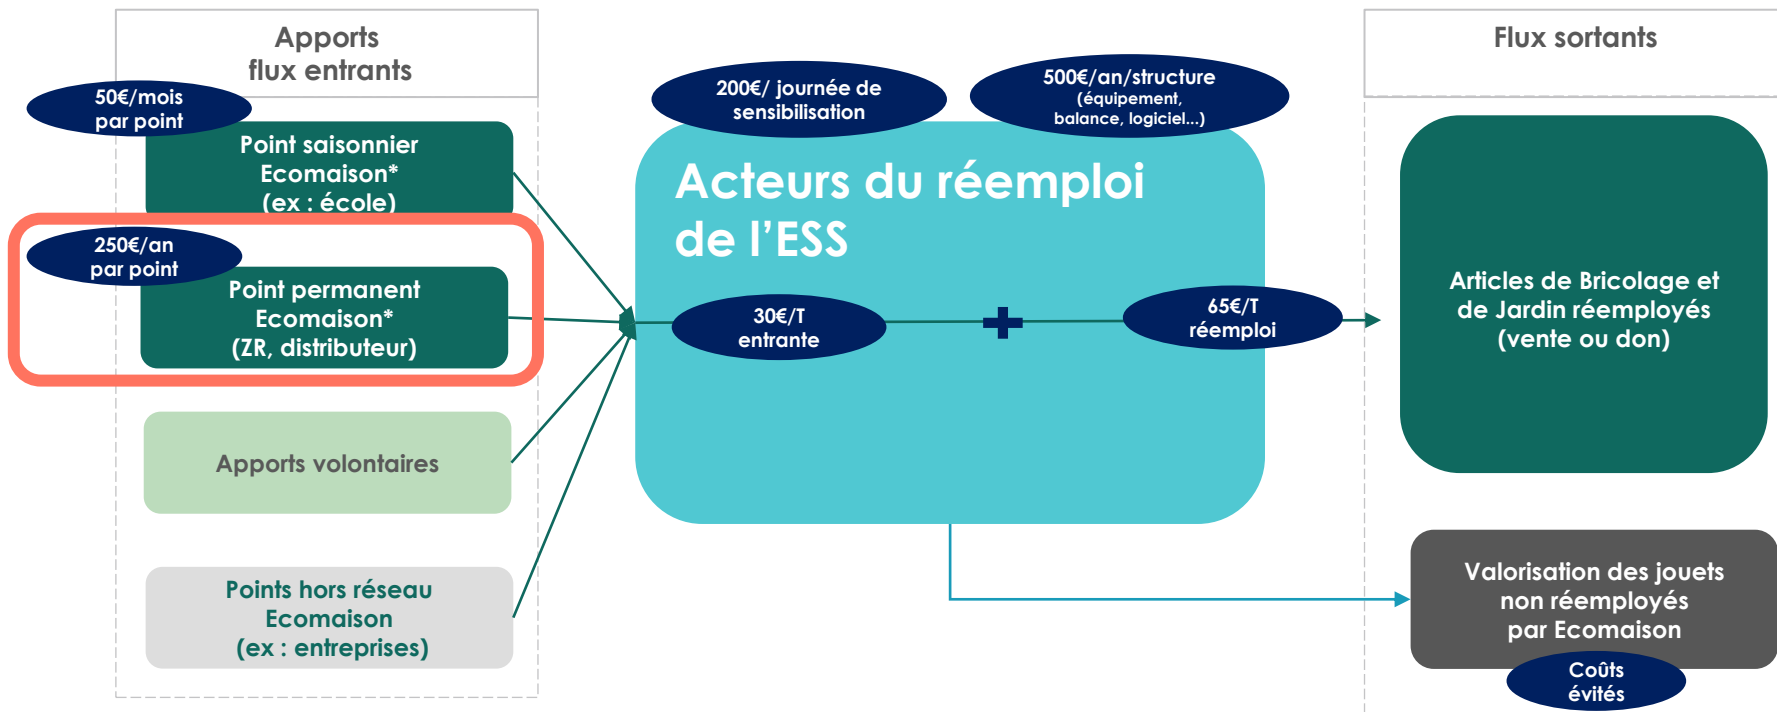 Apports
flux entrants
50€/mois
par point
Point saisonnier
Ecomaison*
(ex : école)
250€/an
par point
Point permanent
Ecomaison*
(ZR, distributeur)
Apports volontaires
Points hors réseau
Ecomaison
(ex : entreprises)
200€/ journée de
sensibilisation
500€/an/structure
(équipement,
balance, logiciel...)
Acteurs du réemploi
de l’ESS
30€/T
entrante
65€/T
réemploi
Flux sortants
Articles de Bricolage et
de Jardin réemployés
(vente ou don)
Valorisation des jouets
non réemployés
par Ecomaison
Coûts
évités